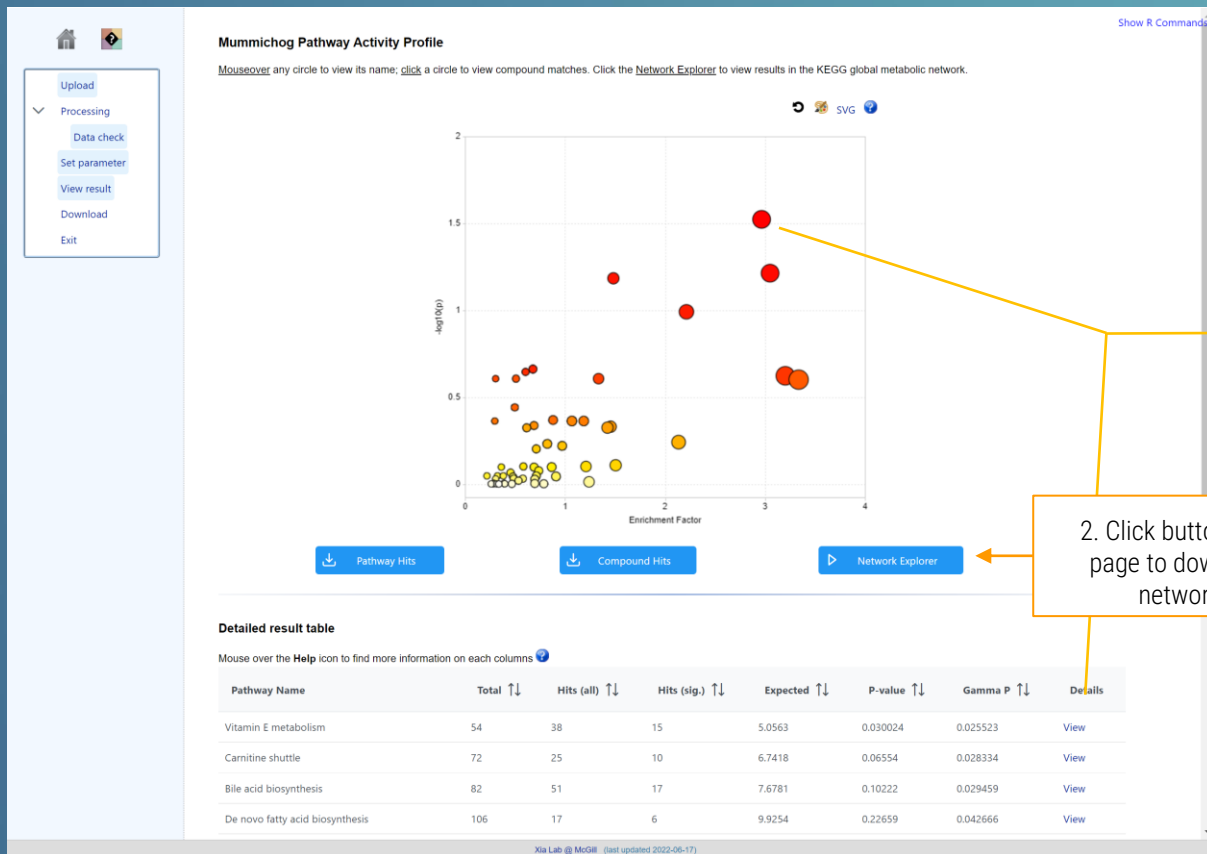 Show R Commands
Upload
Processing
Data check
Set parameter
View result
Download
Exit
Mummichog Pathway Activity Profile
Mouseover any circle to view its name; click a circle to view compound matches. Click the Network Explorer to view results in the KEGG global metabolic network.
SVG
2
1.5
1
0.5
0
-log10(p)
0 1 2 3 4
Enrichment Factor
Pathway Hits
Compound Hits
Network Explorer
2. Click
page to
Detailed result table
Mouse over the Help icon to find more information on each columns
Pathway Name Total Hits (all) Hits (sig.) Expected P-value Gamma P Details
Vitamin E metabolism 54 38 15 5.0563 0.030024 0.025523 View
Carnitine shuttle 72 25 10 6.7418 0.06554 0.028334 View
Bile acid biosynthesis 82 51 17 7.6781 0.10222 0.029459 View
De novo fatty acid biosynthesis 106 17 6 9.9254 0.22659 0.042666 View
Xia Lab @ McGill (last updated 2022-06-17)